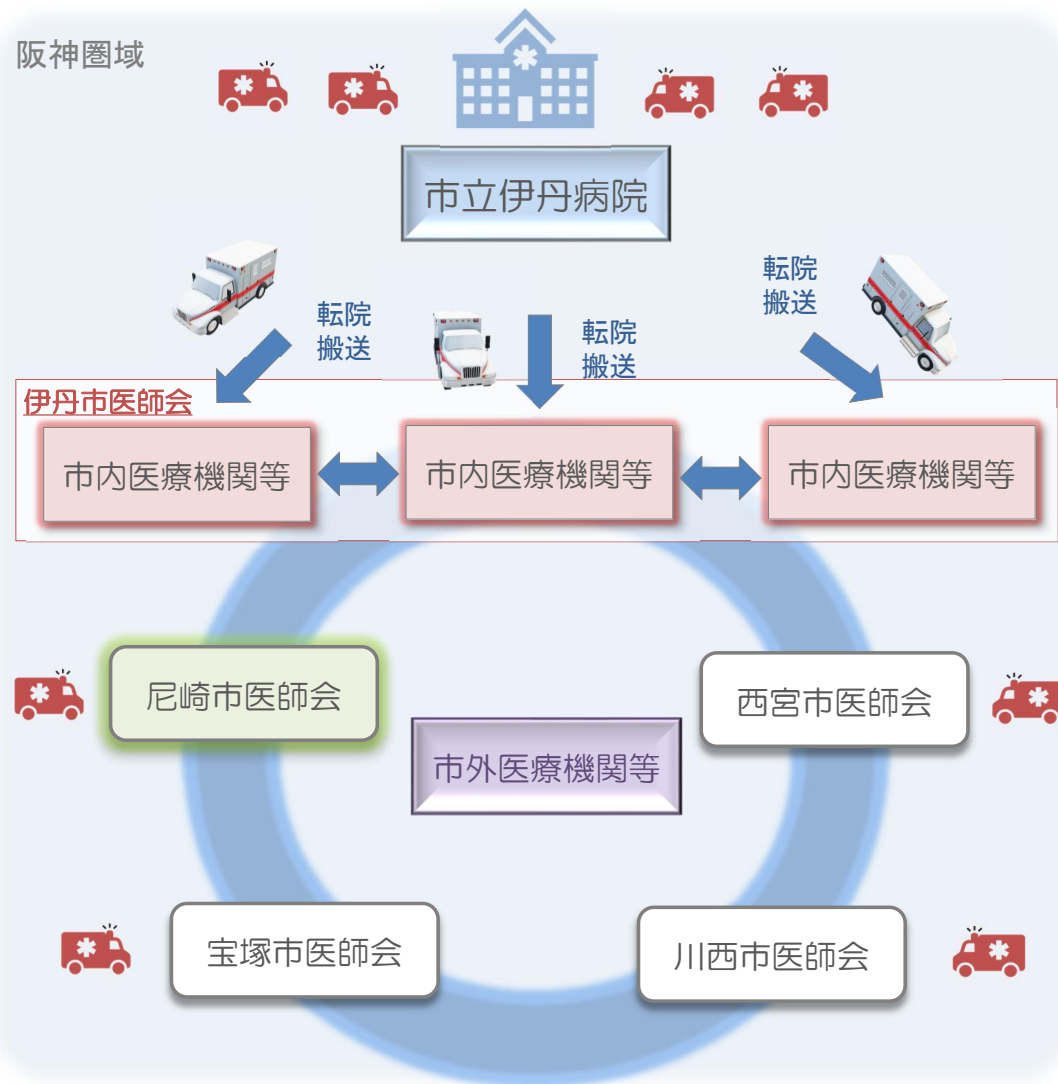 阪神圏域
市立伊丹病院
転院
搬送
転院
搬送
転院
搬送
伊丹市医師会
市内医療機関等
市内医療機関等
市内医療機関等
尼崎市医師会
西宮市医師会
市外医療機関等
宝塚市医師会
川西市医師会